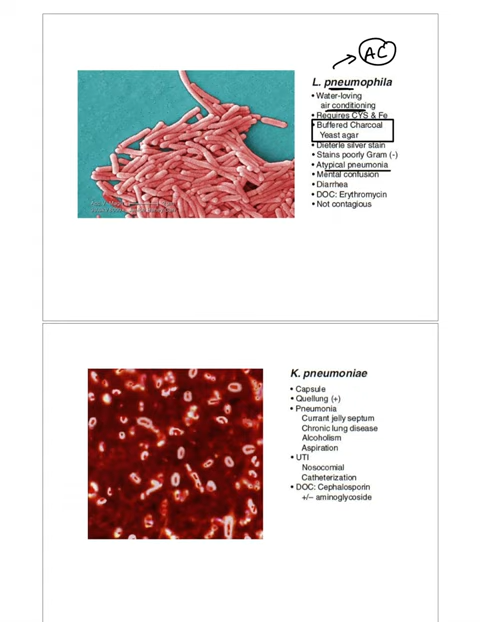 AC
L. pneumophila
• Water-loving
air conditioning
• Requires CYS & Fe
• Buffered Charcoal
Yeast agar
• Dieterle silver stain
• Stains poorly Gram (-)
• Atypical pneumonia
• Mental confusion
• Diarrhea
• DOC: Erythromycin
• Not contagious
K. pneumoniae
• Capsule
• Quellung (+)
• Pneumonia
Currant jelly septum
Chronic lung disease
Alcoholism
Aspiration
• UTI
Nosocomial
Catheterization
• DOC: Cephalosporin
+/– aminoglycoside